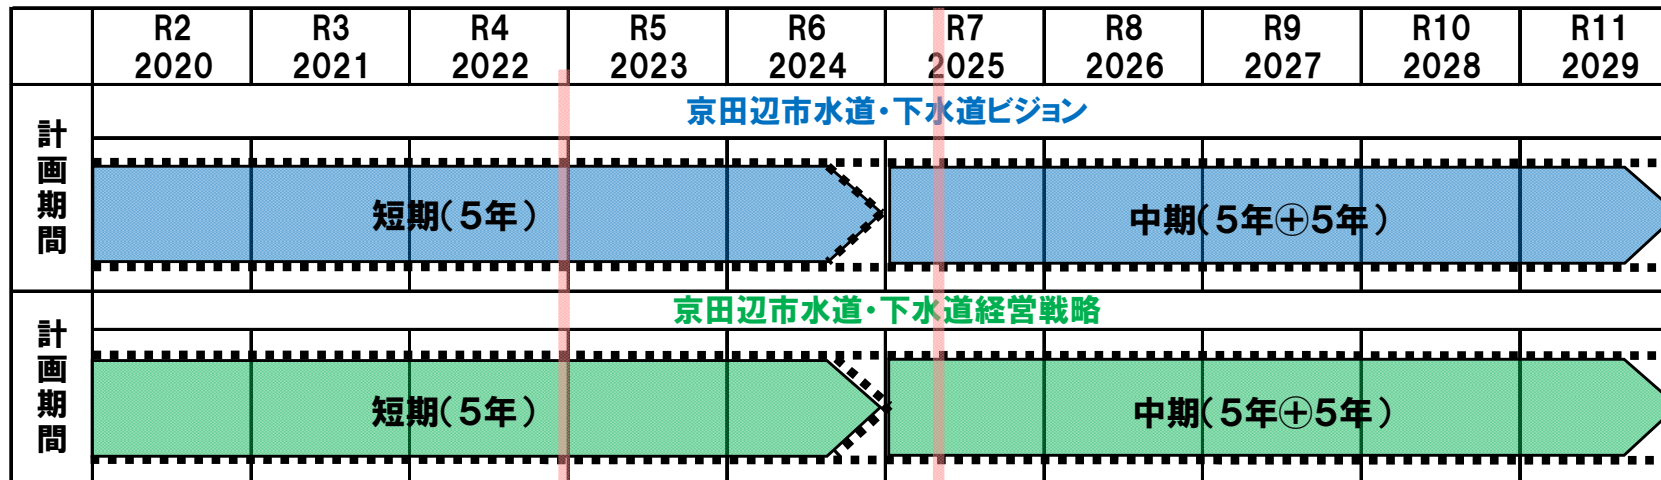 R2 R3 R4 R5 R6 R7 R8 R9 R10 R11
2020 2021 2022 2023 2024 2025 2026 2027 2028 2029
計画期間
京田辺市水道・下水道ビジョン
短期(5年) 中期(5年⊕5年)
計画期間
京田辺市水道・下水道経営戦略
短期(5年) 中期(5年⊕5年)